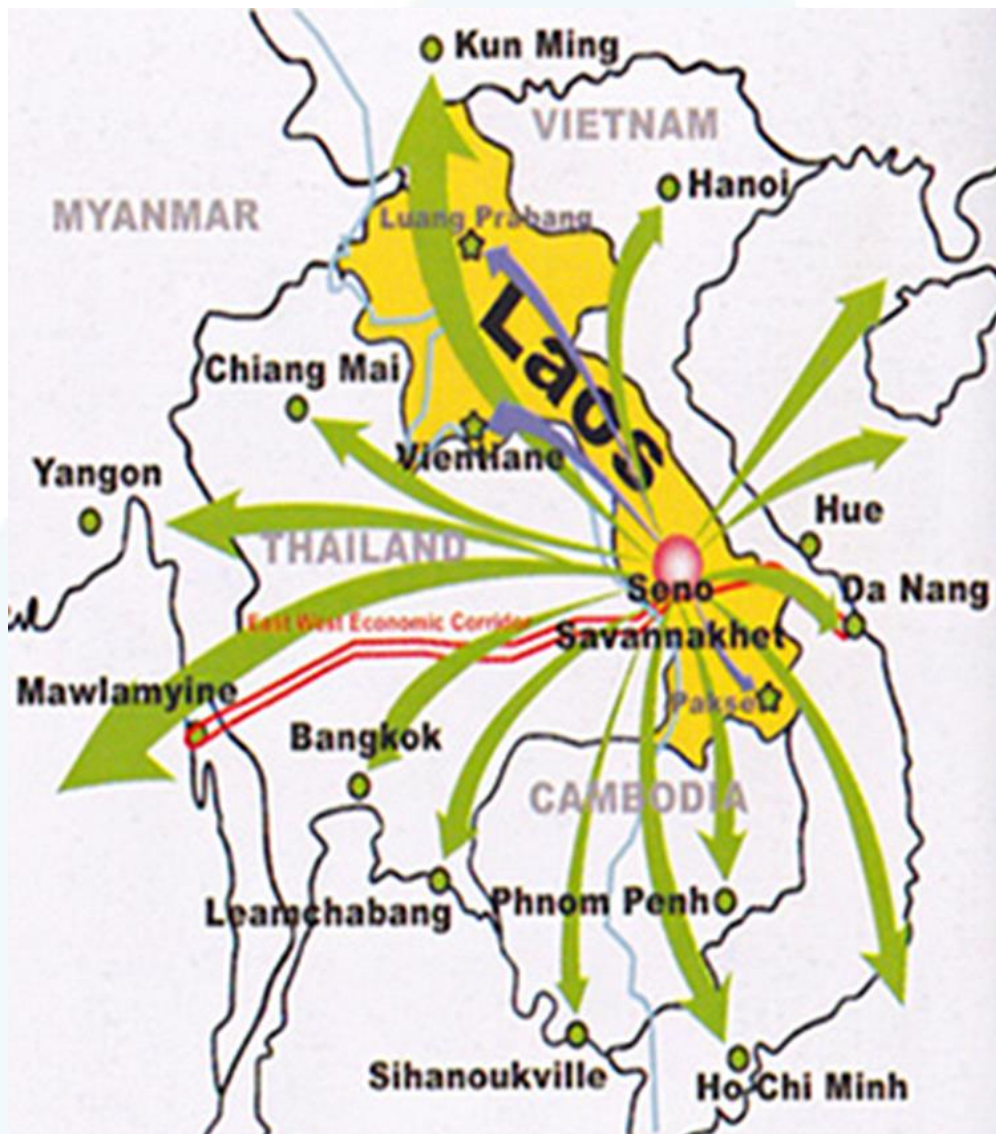 Kun Ming
VIETNAM
Hanoi
MYANMAR
Luang Prabang
Laos
Chiang Mai
Vientiane
Yangon
Hue
THAILAND
Seno
Da Nang
East West Economic Corridor
Savannakhet
Mawlamyine
Pakse
Bangkok
CAMBODIA
Leamchabang
Phnom Penh
Sihanoukville
Ho Chi Minh